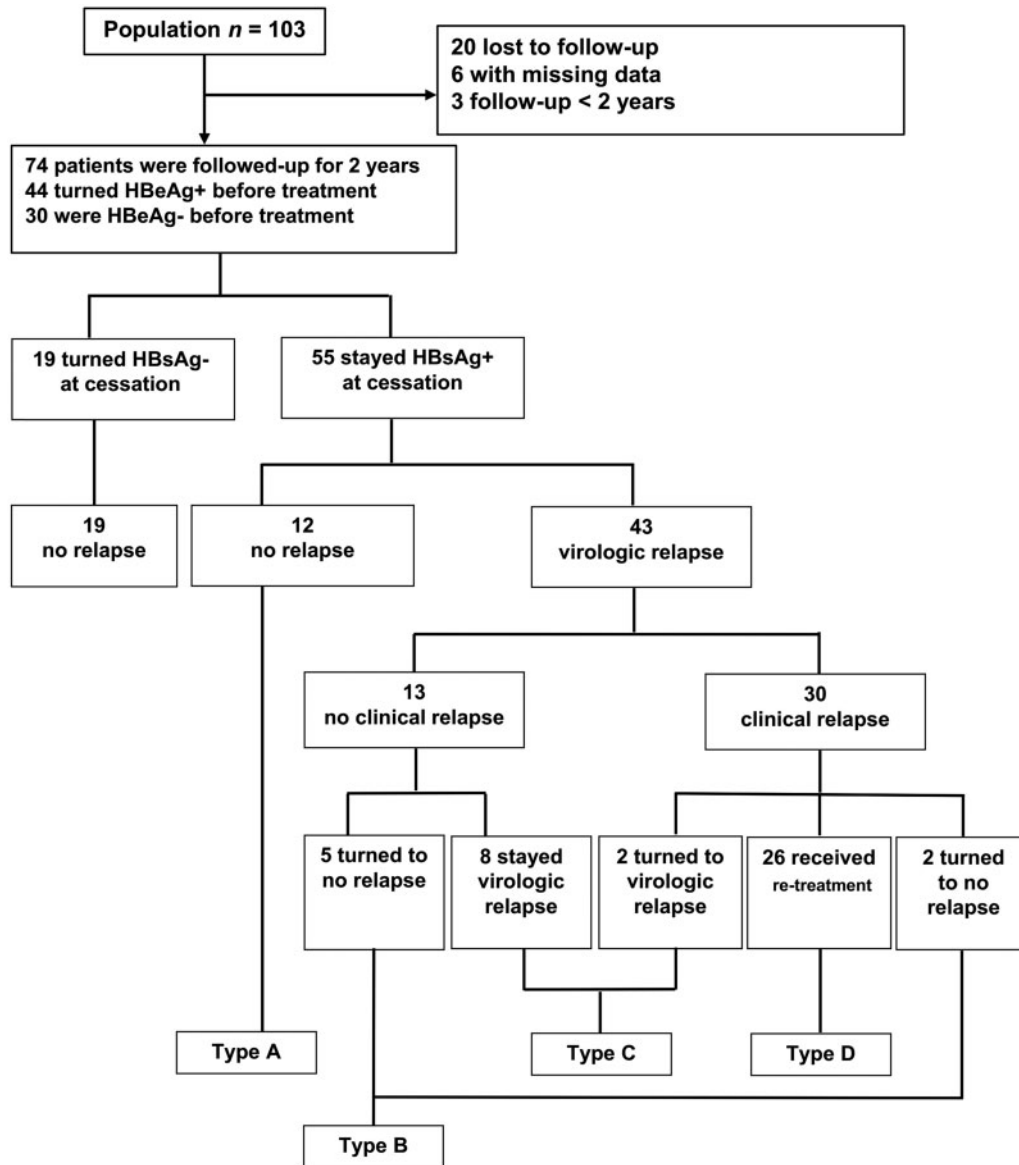 Population n = 103
20 lost to follow-up
6 with missing data
3 follow-up < 2 years
74 patients were followed-up for 2 years
44 turned HBeAg+ before treatment
30 were HBeAg- before treatment
19 turned HBsAg-
at cessation
55 stayed HBsAg+
at cessation
19
no relapse
12
no relapse
43
virologic relapse
13
no clinical relapse
30
clinical relapse
5 turned to
no relapse
8 stayed
virologic
relapse
2 turned to
virologic
relapse
26 received
re-treatment
2 turned
to no
relapse
Type A
Type C
Type D
Type B